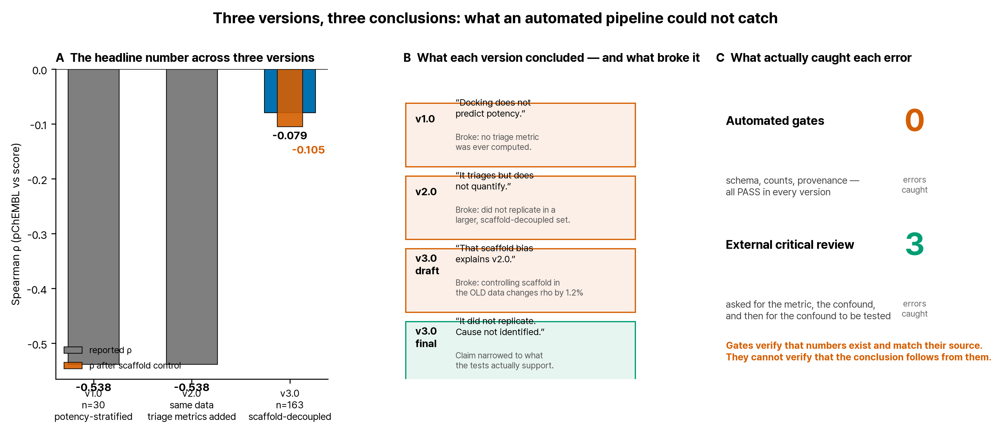 Three versions, three conclusions: what an automated pipeline could not catch
A The headline number across three versions
Spearman ρ (pChEMBL vs score)
0.0
-0.1
-0.2
-0.3
-0.4
-0.5
-0.079
-0.105
reported ρ
ρ after scaffold control
-0.538
-0.538
v1.0
n=30
potency-stratified
v2.0
same data
triage metrics added
v3.0
n=163
scaffold-decoupled
B What each version concluded — and what broke it
v1.0
“Docking does not
predict potency.”
Broke: no triage metric
was ever computed.
v2.0
“It triages but does
not quantify.”
Broke: did not replicate in a
larger, scaffold-decoupled set.
v3.0
draft
“That scaffold bias
explains v2.0.”
Broke: controlling scaffold in
the OLD data changes rho by 1.2%
v3.0
final
“It did not replicate.
Cause not identified.”
Claim narrowed to what
the tests actually support.
C What actually caught each error
Automated gates
0
schema, counts, provenance —
all PASS in every version
errors
caught
External critical review
3
asked for the metric, the confound,
and then for the confound to be tested
errors
caught
Gates verify that numbers exist and match their source.
They cannot verify that the conclusion follows from them.